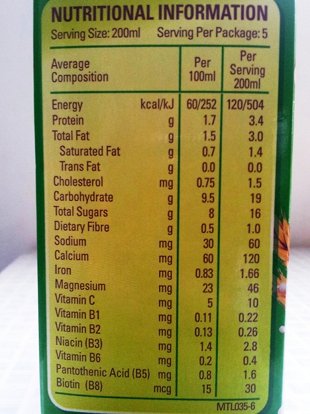 NUTRITIONAL INFORMATION
Serving Size: 200ml Serving Per Package: 5
Average Composition Per 100ml Per Serving 200ml
Energy kcal/kJ 60/252 120/504
Protein g 1.7 3.4
Total Fat g 1.5 3.0
Saturated Fat g 0.7 1.4
Trans Fat g 0.0 0.0
Cholesterol mg 0.75 1.5
Carbohydrate g 9.5 19
Total Sugars g 8 16
Dietary Fibre g 0.5 1.0
Sodium mg 30 60
Calcium mg 60 120
Iron mg 0.83 1.66
Magnesium mg 23 46
Vitamin C mg 5 10
Vitamin B1 mg 0.11 0.22
Vitamin B2 mg 0.13 0.26
Niacin (B3) mg 1.4 2.8
Vitamin B6 mg 0.2 0.4
Pantothenic Acid (B5) mg 0.8 1.6
Biotin (B8) mcg 15 30
MTL035-6